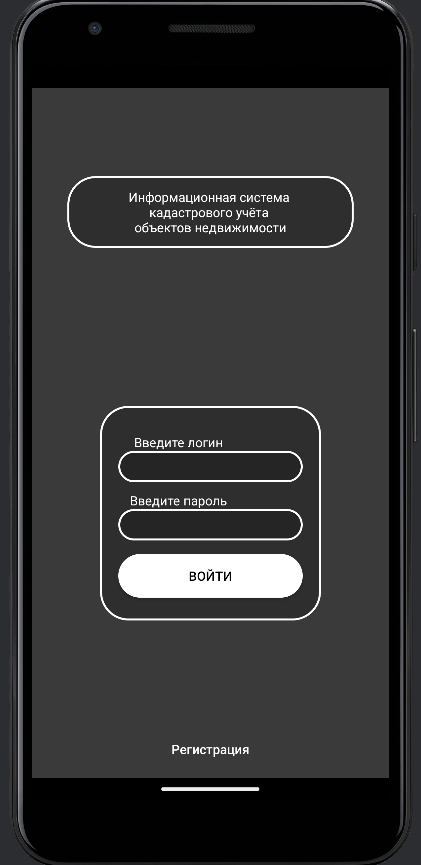 Информационная система
кадастрового учёта
объектов недвижимости
Введите логин
Введите пароль
ВОЙТИ
Регистрация